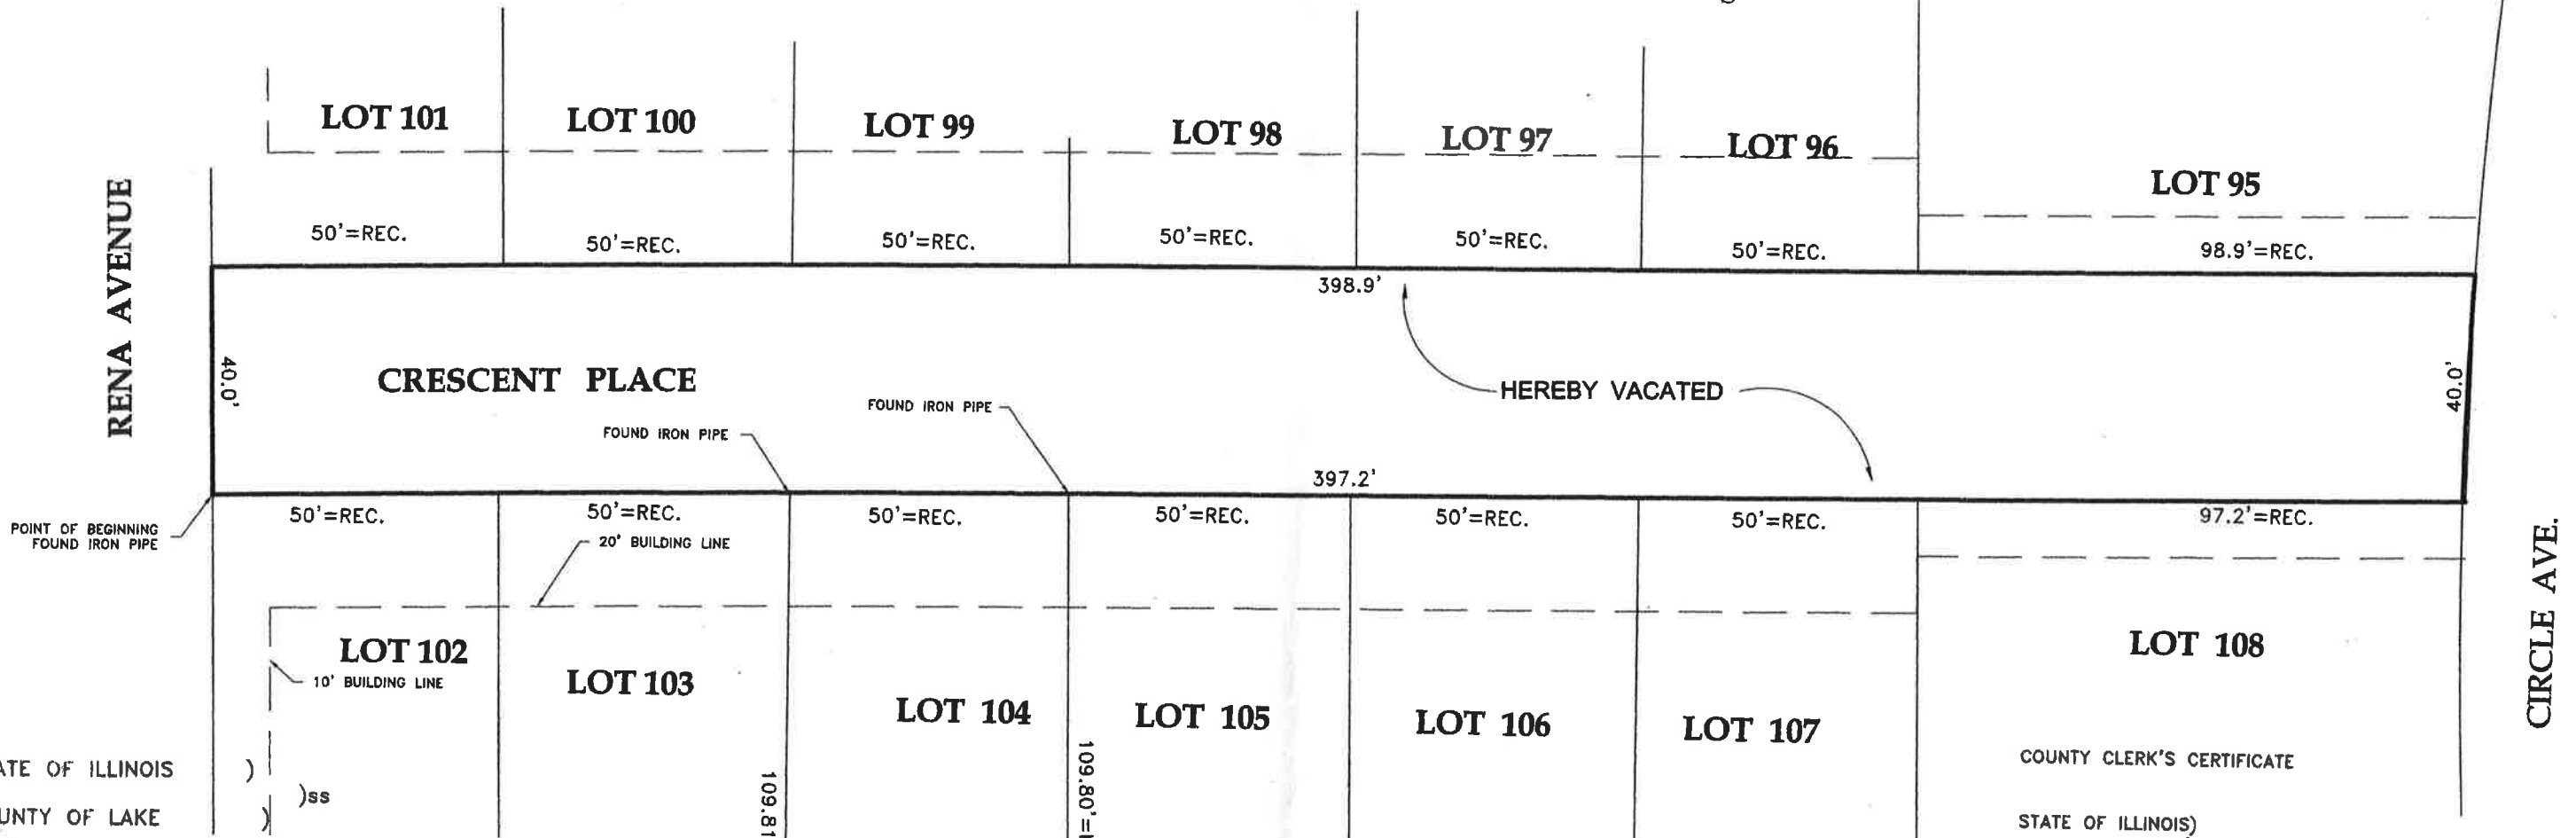 LOT 101
LOT 100
LOT 99
LOT 98
LOT 97
LOT 96
LOT 95
50'=REC.
50'=REC.
50'=REC.
50'=REC.
50'=REC.
50'=REC.
98.9'=REC.
RENA AVENUE
398.9'
40.0'
CRESCENT PLACE
HEREBY VACATED
40.0'
FOUND IRON PIPE
FOUND IRON PIPE
397.2'
POINT OF BEGINNING
FOUND IRON PIPE
50'=REC.
50'=REC.
50'=REC.
50'=REC.
50'=REC.
50'=REC.
97.2'=REC.
20' BUILDING LINE
CIRCLE AVE.
LOT 102
10' BUILDING LINE
LOT 103
LOT 104
LOT 105
LOT 106
LOT 107
LOT 108
109.81
109.80'=
ATE OF ILLINOIS )
)ss
UNTY OF LAKE )
COUNTY CLERK'S CERTIFICATE
STATE OF ILLINOIS)